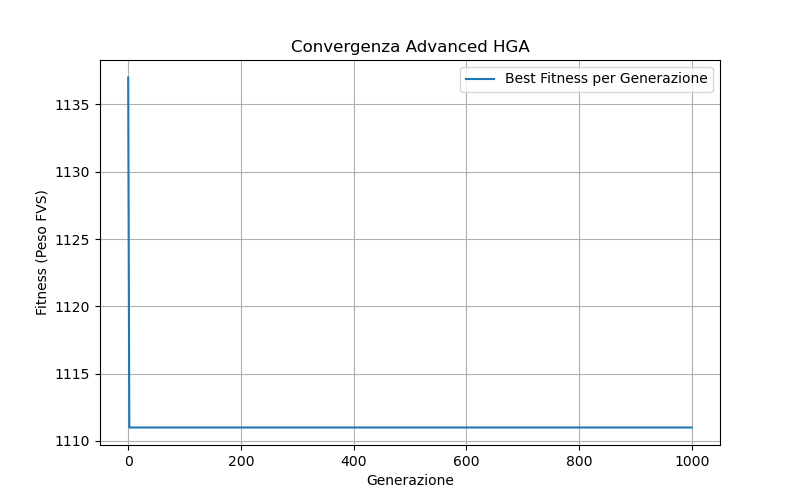 Convergenza Advanced HGA
Best Fitness per Generazione
1135
1130
1125
1120
1115
1110
Fitness (Peso FVS)
0 200 400 600 800 1000
Generazione